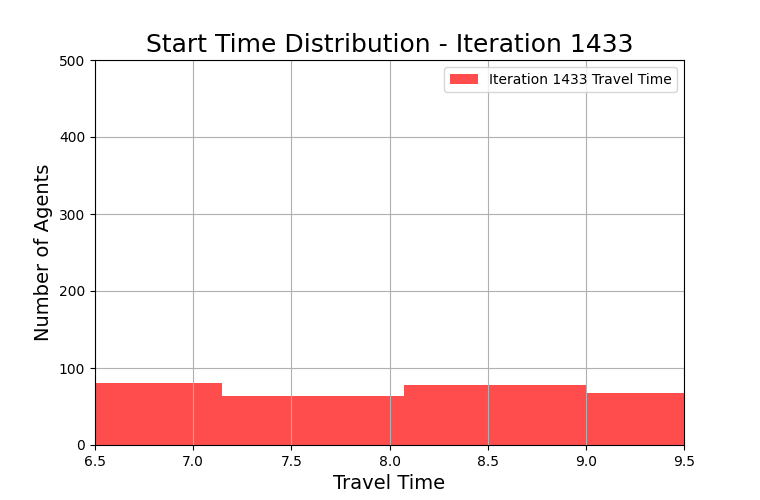 Start Time Distribution - Iteration 1433
Iteration 1433 Travel Time
Number of Agents
500
400
300
200
100
0
6.5 7.0 7.5 8.0 8.5 9.0 9.5
Travel Time